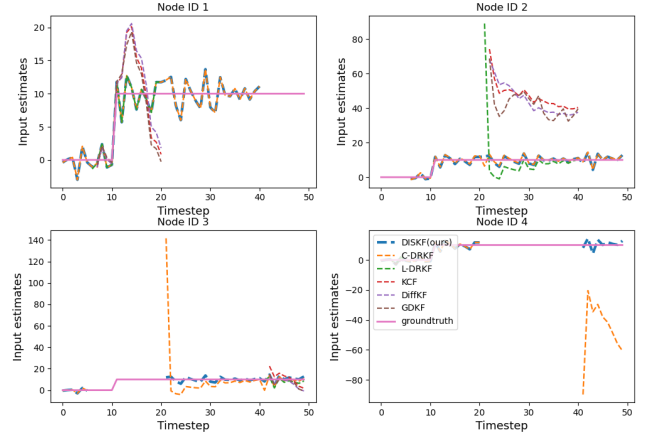 Node ID 1
Input estimates
20
15
10
5
0
0 10 20 30 40 50
Timestep
Node ID 2
Input estimates
80
60
40
20
0
0 10 20 30 40 50
Timestep
Node ID 3
Input estimates
140
120
100
80
60
40
20
0
0 10 20 30 40 50
Timestep
Node ID 4
Input estimates
0
−20
−40
−60
−80
DISKF(ours)
C-DRKF
L-DRKF
KCF
DiffKF
GDKF
groundtruth
0 10 20 30 40 50
Timestep